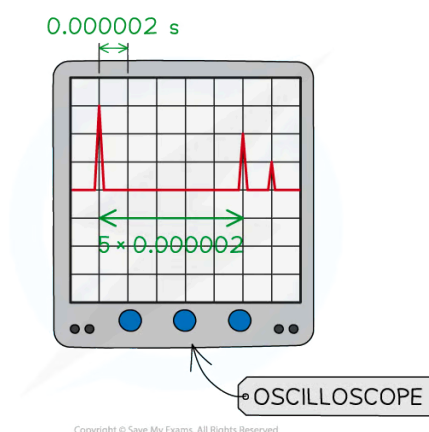 0.000002 s
5 × 0.000002
OSCILLOSCOPE
Copyright © Save My Exams. All Rights Reserved